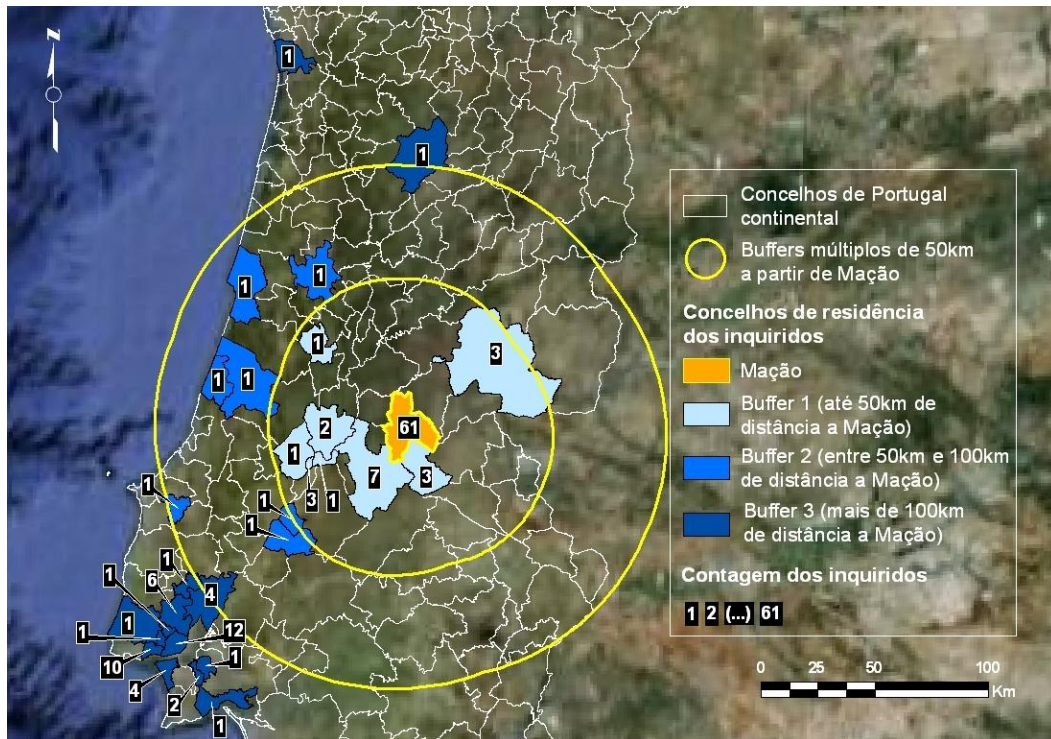 N
1
1
1
1
1
3
1
1
61
2
1
7
3
3
1
1
1
1
1
6
4
1
1
1
12
10
1
4
2
1
Concelhos de Portugal
continental
Buffers múltiplos de 50km
a partir de Mação
Concelhos de residência
dos inquiridos
Mação
Buffer 1 (até 50km de
distância a Mação)
Buffer 2 (entre 50km e 100km
de distância a Mação)
Buffer 3 (mais de 100km
de distância a Mação)
Contagem dos inquiridos
1 2 (...) 61
0 25 50 100
Km